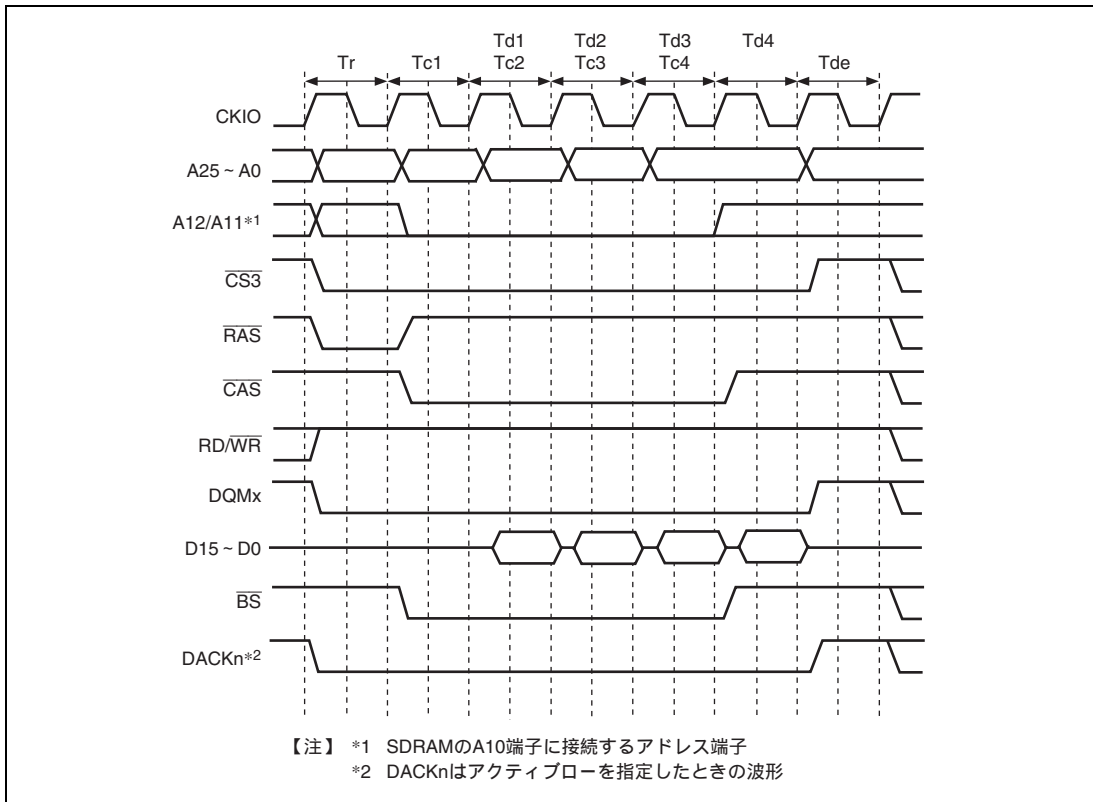 Td1 Td2 Td3 Td4
Tr Tc1 Tc2 Tc3 Tc4 Tde
CKIO
A25 ~ A0
A12/A11*1
CS3
RAS
CAS
RD/WR
DQMx
D15 ~ D0
BS
DACKn*2
【注】 *1 SDRAMのA10端子に接続するアドレス端子
*2 DACKnはアクティブローを指定したときの波形